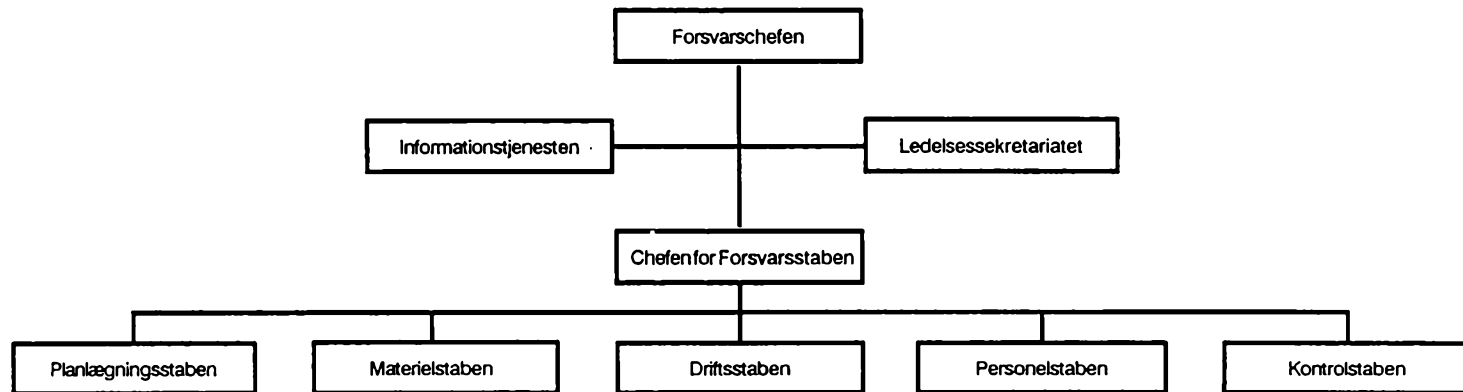 Forsvarschefen
Informationstjenesten
Ledelsessekretariatet
Chefen for Forsvarsstaben
Planlægningsstaben
Materielstaben
Driftsstaben
Personelstaben
Kontrolstaben